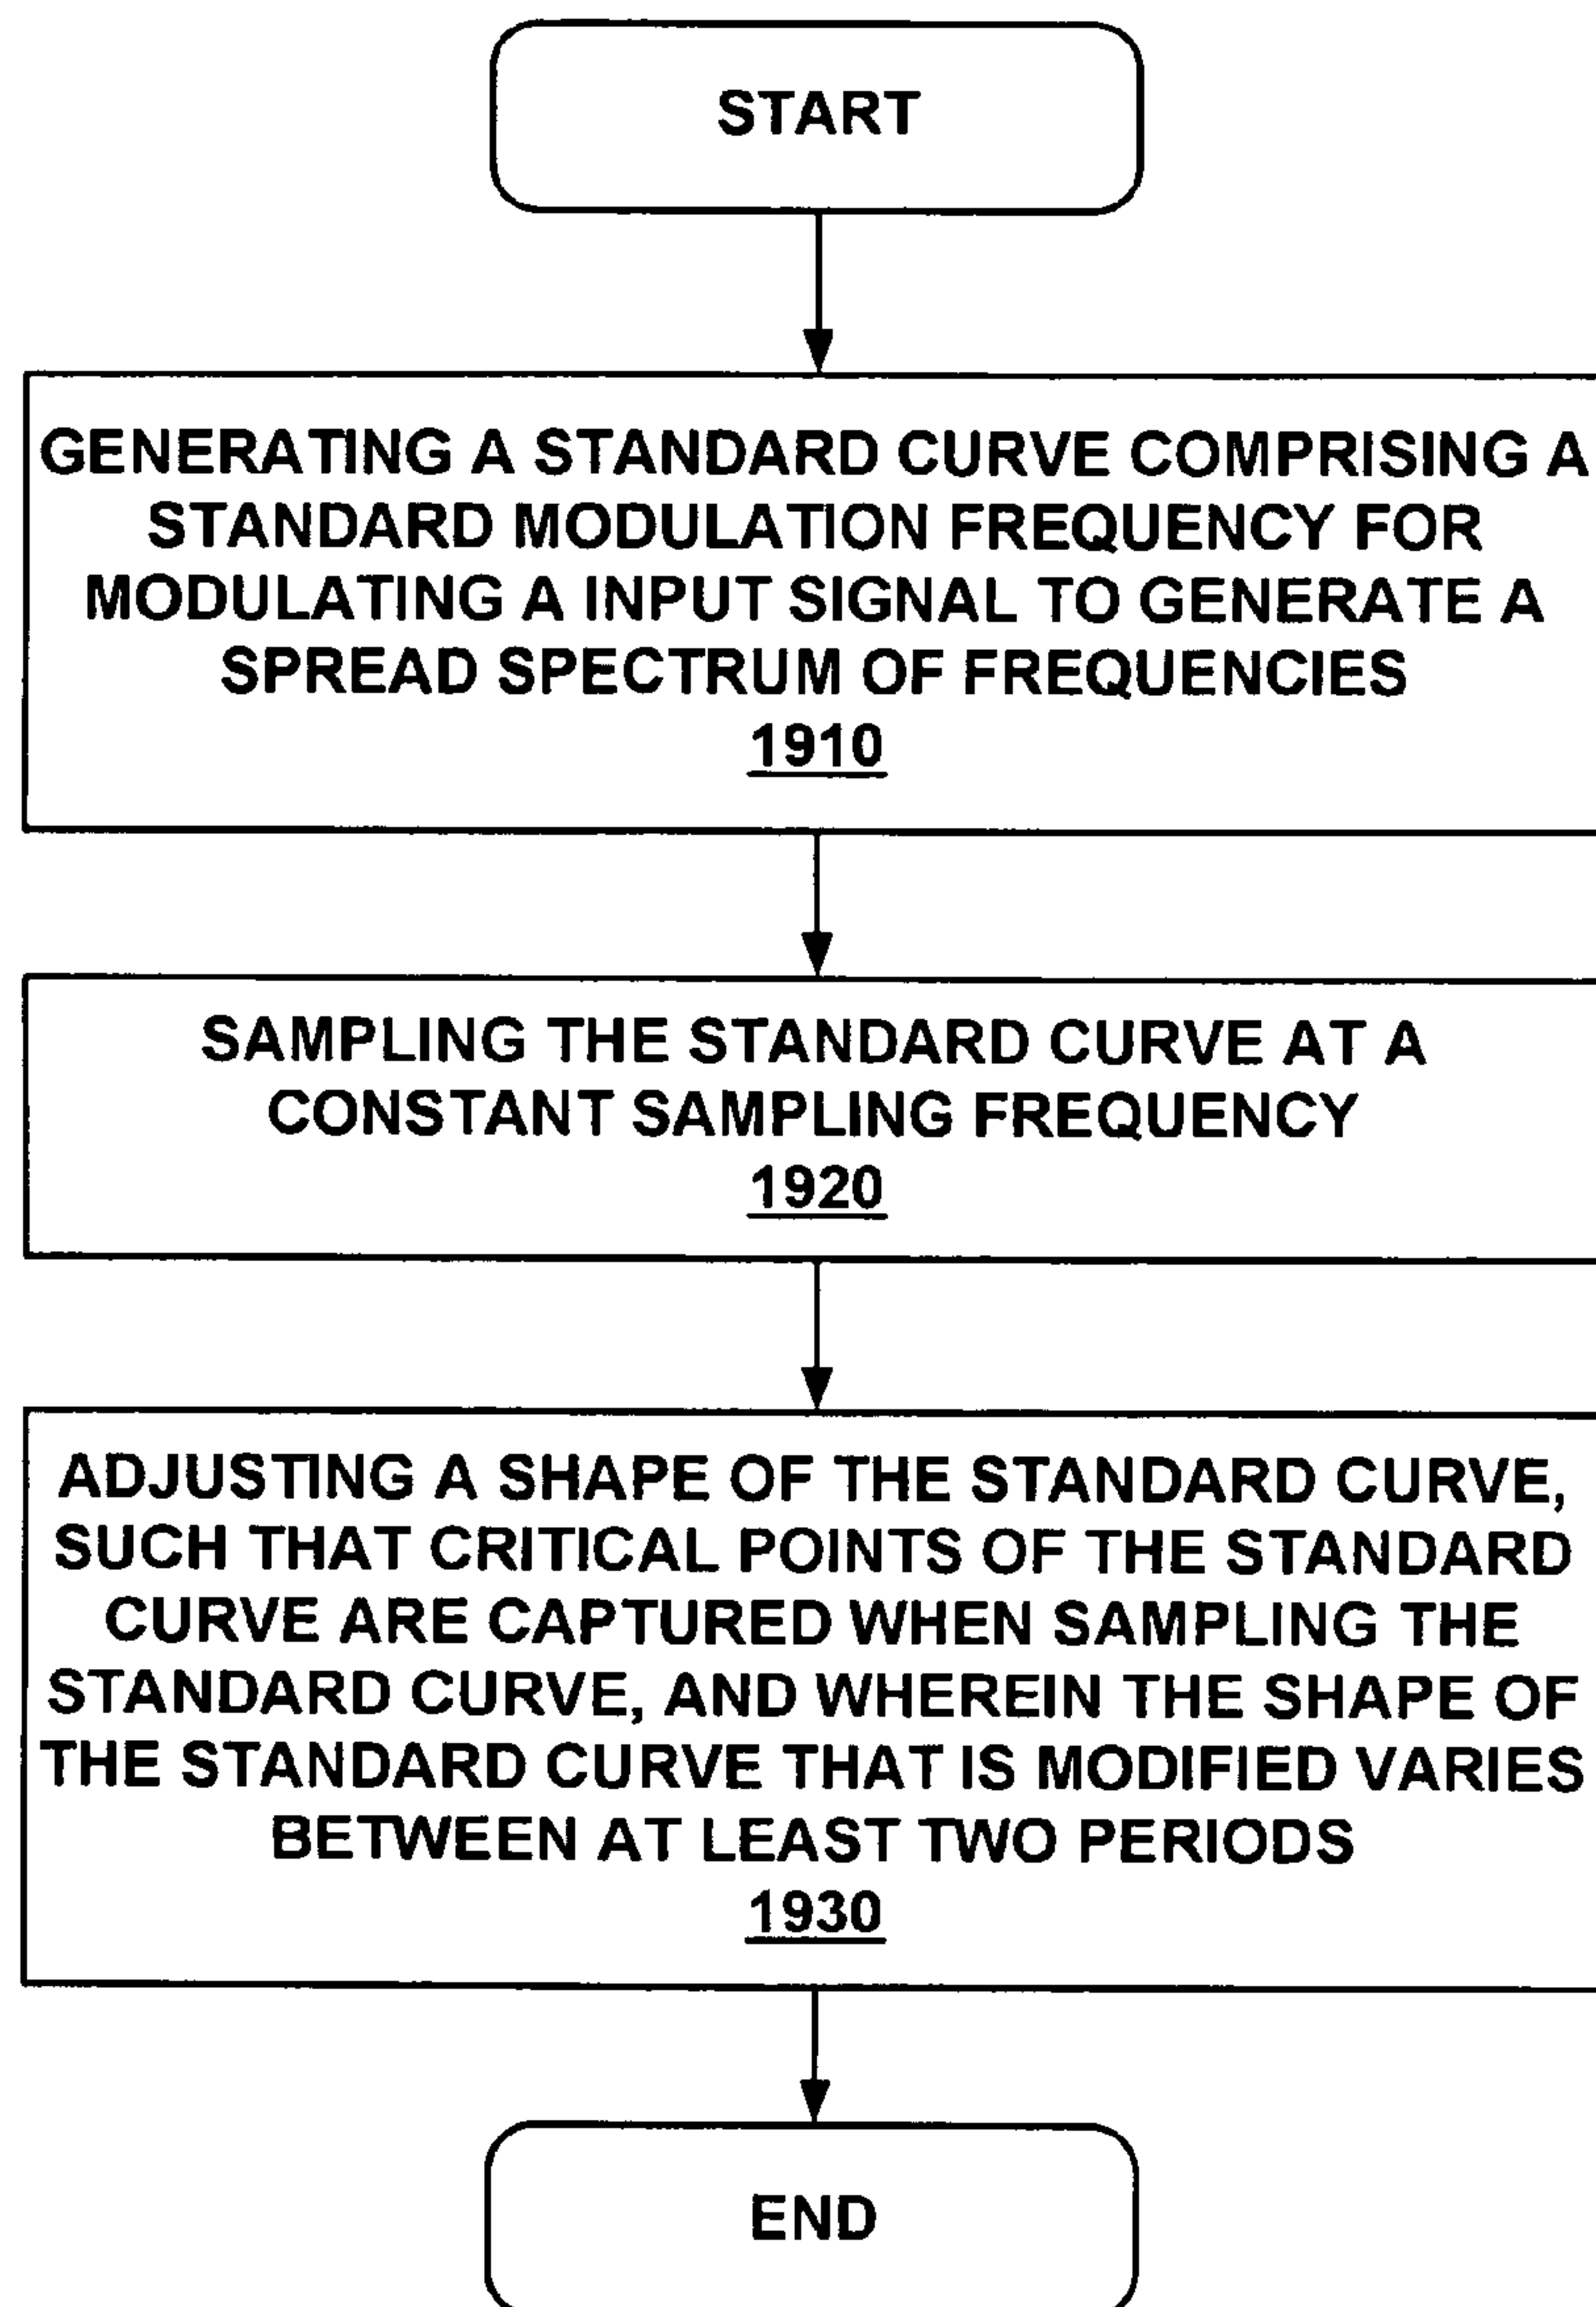 START
GENERATING A STANDARD CURVE COMPRISING A
STANDARD MODULATION FREQUENCY FOR
MODULATING A INPUT SIGNAL TO GENERATE A
SPREAD SPECTRUM OF FREQUENCIES
1910
SAMPLING THE STANDARD CURVE AT A
CONSTANT SAMPLING FREQUENCY
1920
ADJUSTING A SHAPE OF THE STANDARD CURVE,
SUCH THAT CRITICAL POINTS OF THE STANDARD
CURVE ARE CAPTURED WHEN SAMPLING THE
STANDARD CURVE, AND WHEREIN THE SHAPE OF
THE STANDARD CURVE THAT IS MODIFIED VARIES
BETWEEN AT LEAST TWO PERIODS
1930
END